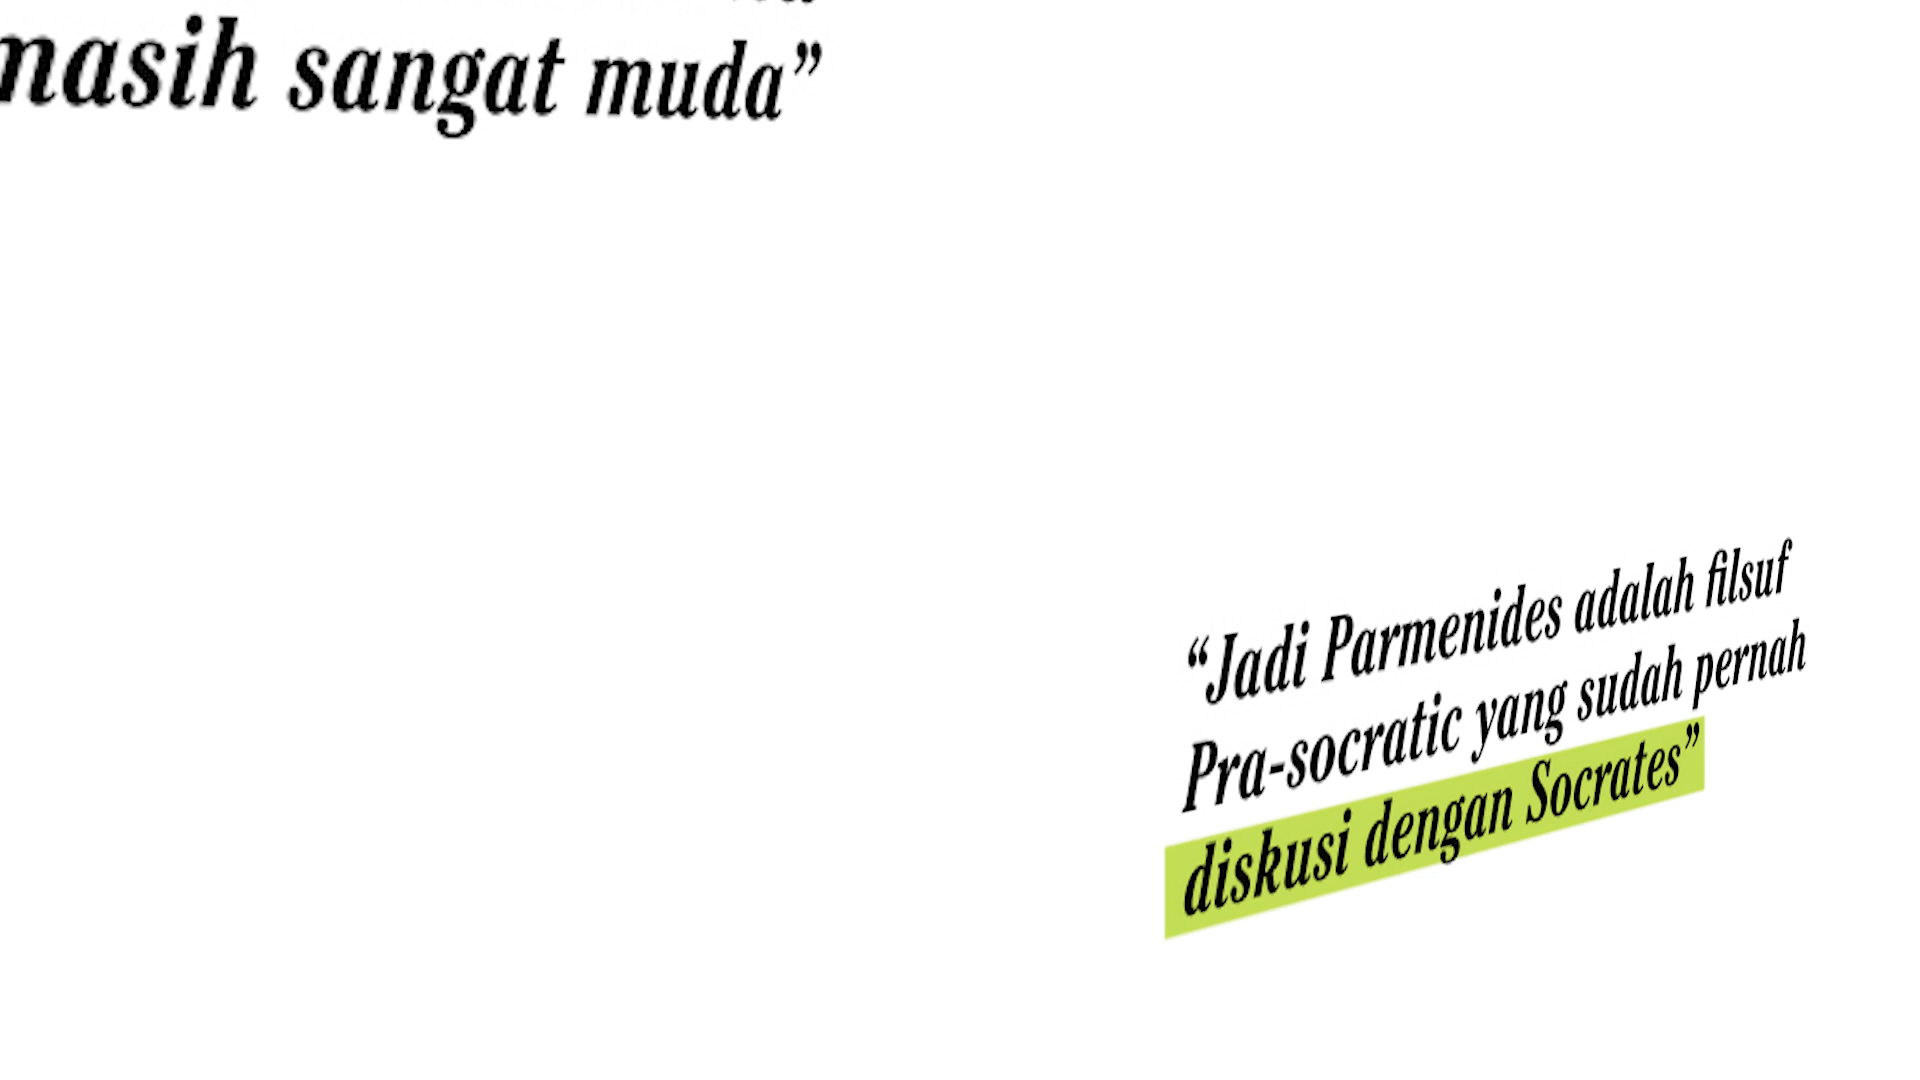 masih sangat muda”
“Jadi Parmenides adalah filsuf
Pra-socratic yang sudah pernah
diskusi dengan Socrates”